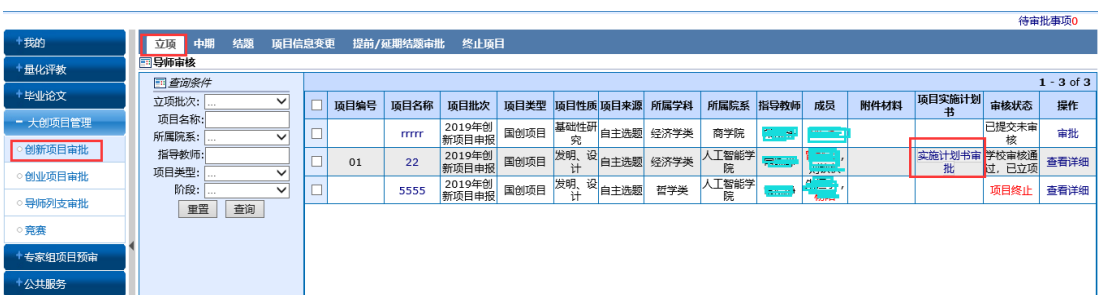 待审批事项0
+我的
+量化评教
+毕业论文
- 大创项目管理
创新项目审批
创业项目审批
导师列支审批
竞赛
+专家组项目预审
+公共服务
立项 中期 结题 项目信息变更 提前/延期结题审批 终止项目
导师审核
查询条件
立项批次: ...
项目名称:
所属院系: ...
指导教师:
项目类型: ...
阶段: ...
重置 查询
1 - 3 of 3
项目编号 项目名称 项目批次 项目类型 项目性质 项目来源 所属学科 所属院系 指导教师 成员 附件材料 项目实施计划书 审核状态 操作
rrrrr 2019年创新项目申报 国创项目 基础性研究 自主选题 经济学类 商学院 已提交未审核 审批
01 22 2019年创新项目申报 国创项目 发明、设计 自主选题 经济学类 人工智能学院 实施计划书审批 学校审核通过，已立项 查看详细
5555 2019年创新项目申报 国创项目 发明、设计 自主选题 哲学类 人工智能学院 项目终止 查看详细